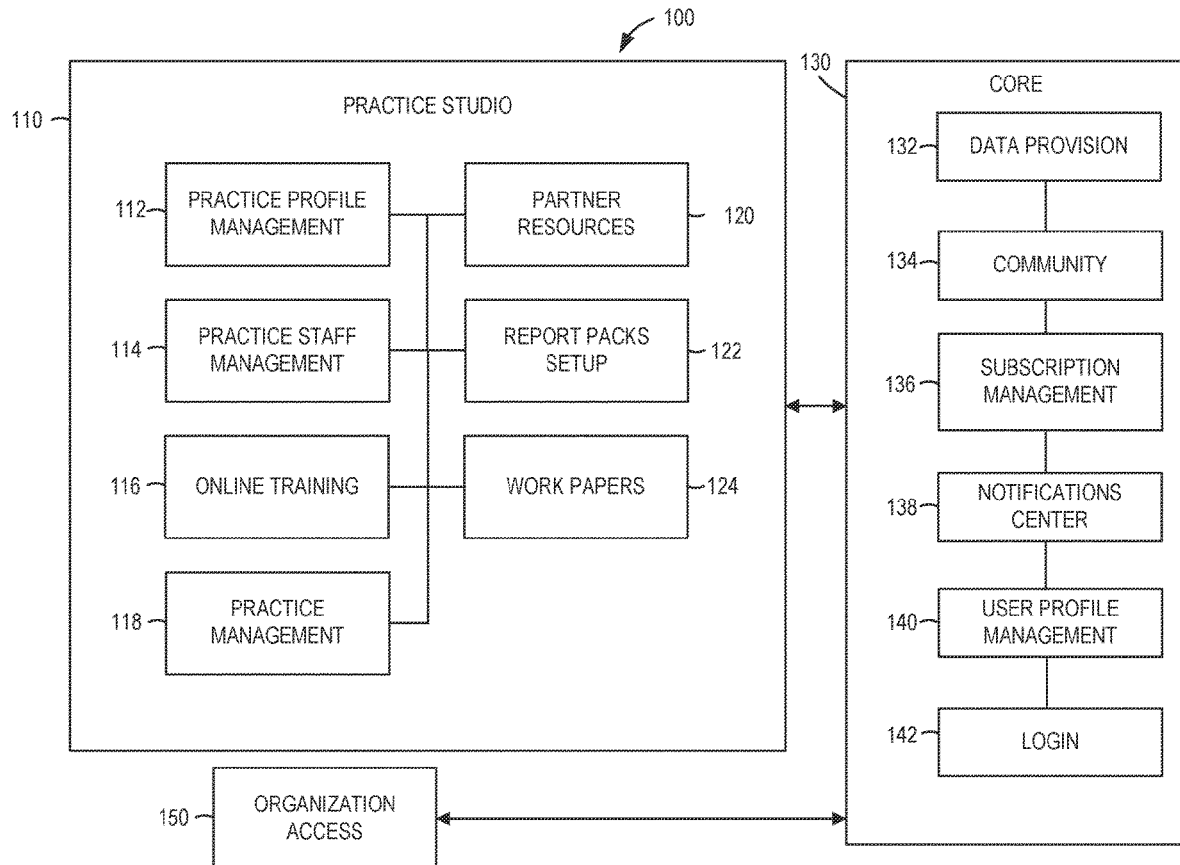 100
110
PRACTICE STUDIO
112
PRACTICE PROFILE
MANAGEMENT
PARTNER
RESOURCES
120
114
PRACTICE STAFF
MANAGEMENT
REPORT PACKS
SETUP
122
116
ONLINE TRAINING
WORK PAPERS
124
118
PRACTICE
MANAGEMENT
130
CORE
132
DATA PROVISION
134
COMMUNITY
136
SUBSCRIPTION
MANAGEMENT
138
NOTIFICATIONS
CENTER
140
USER PROFILE
MANAGEMENT
142
LOGIN
150
ORGANIZATION
ACCESS